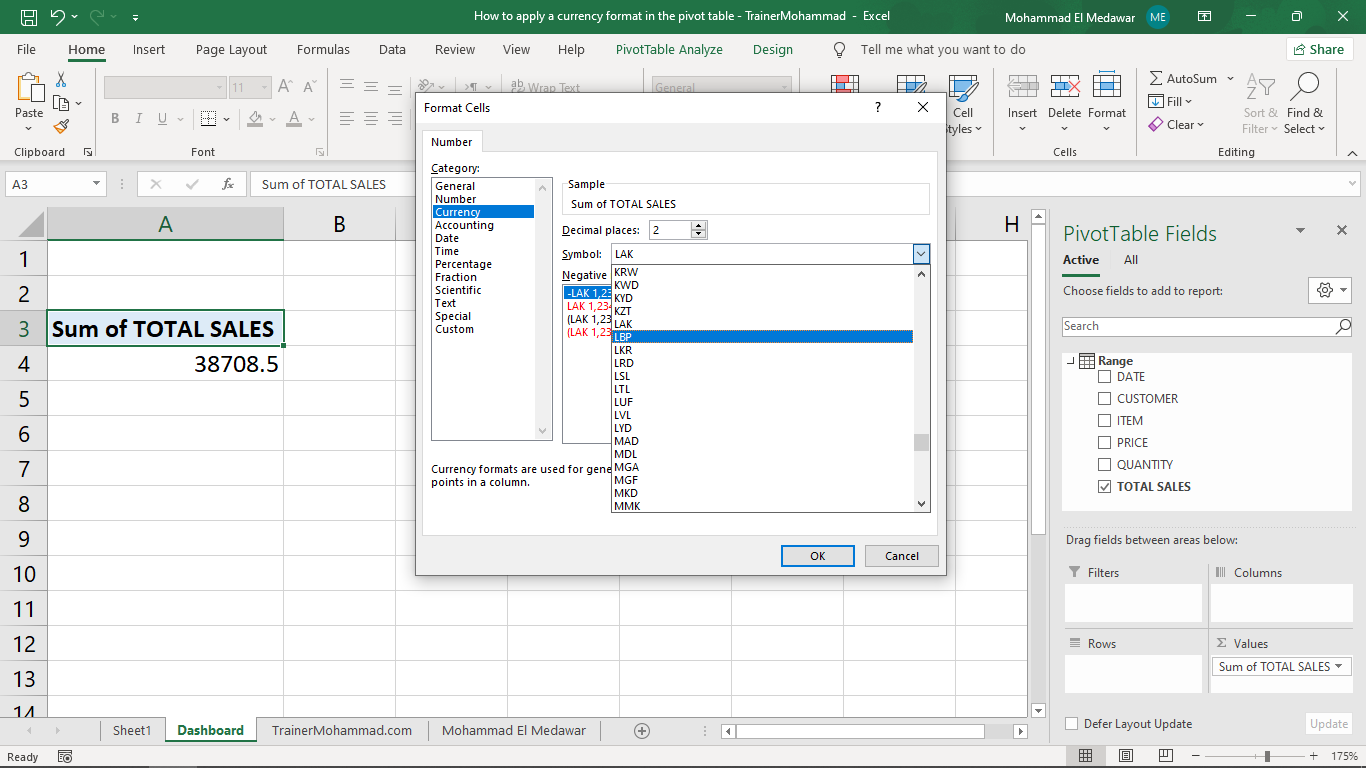 How to apply a currency format in the pivot table - TrainerMohammad - Excel
Mohammad El Medawar ME
File Home Insert Page Layout Formulas Data Review View Help PivotTable Analyze Design Tell me what you want to do Share
Paste
Clipboard
11
B I U
A A
Font
ab Wrap Text
General
Cell
Styles
Insert Delete Format
Cells
AutoSum
Fill
Clear
Sort &
Filter
Find &
Select
Editing
A3
fx
Sum of TOTAL SALES
A B H
1
2
3 Sum of TOTAL SALES
4 38708.5
5
6
7
8
9
10
11
12
13
14
Format Cells ?
Number
Category:
General
Number
Currency
Accounting
Date
Time
Percentage
Fraction
Scientific
Text
Special
Custom
Sample
Sum of TOTAL SALES
Decimal places: 2
Symbol: LAK
Negative
-LAK 1,23
LAK 1,234
(LAK 1,23
(LAK 1,23
KRW
KWD
KYD
KZT
LAK
LBP
LKR
LRD
LSL
LTL
LUF
LVL
LYD
MAD
MDL
MGA
MGF
MKD
MMK
Currency formats are used for gene
points in a column.
OK Cancel
PivotTable Fields
Active All
Choose fields to add to report:
Search
Range
DATE
CUSTOMER
ITEM
PRICE
QUANTITY
TOTAL SALES
Drag fields between areas below:
Filters
Columns
Rows
Σ Values
Sum of TOTAL SALES
Defer Layout Update
Update
Sheet1 Dashboard TrainerMohammad.com Mohammad El Medawar
Ready
175%